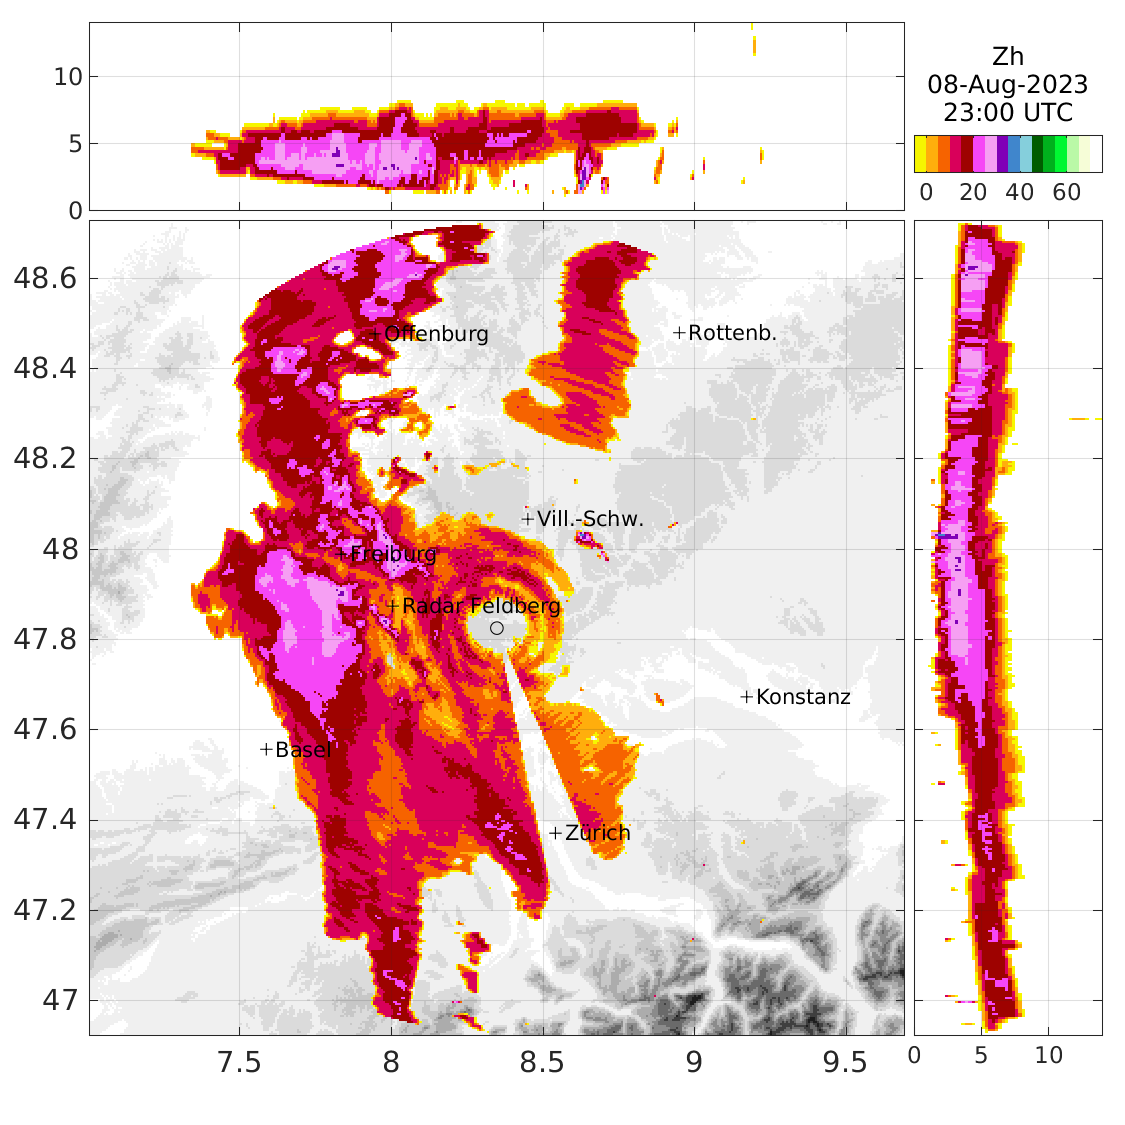 Zh
08-Aug-2023
23:00 UTC
0 20 40 60
10
5
0
48.6
48.4
48.2
48
47.8
47.6
47.4
47.2
47
+Offenburg
+Rottenb.
+Vill.-Schw.
+Freiburg
+Radar Feldberg
+Konstanz
+Basel
+Zürich
7.5 8 8.5 9 9.5
0 5 10